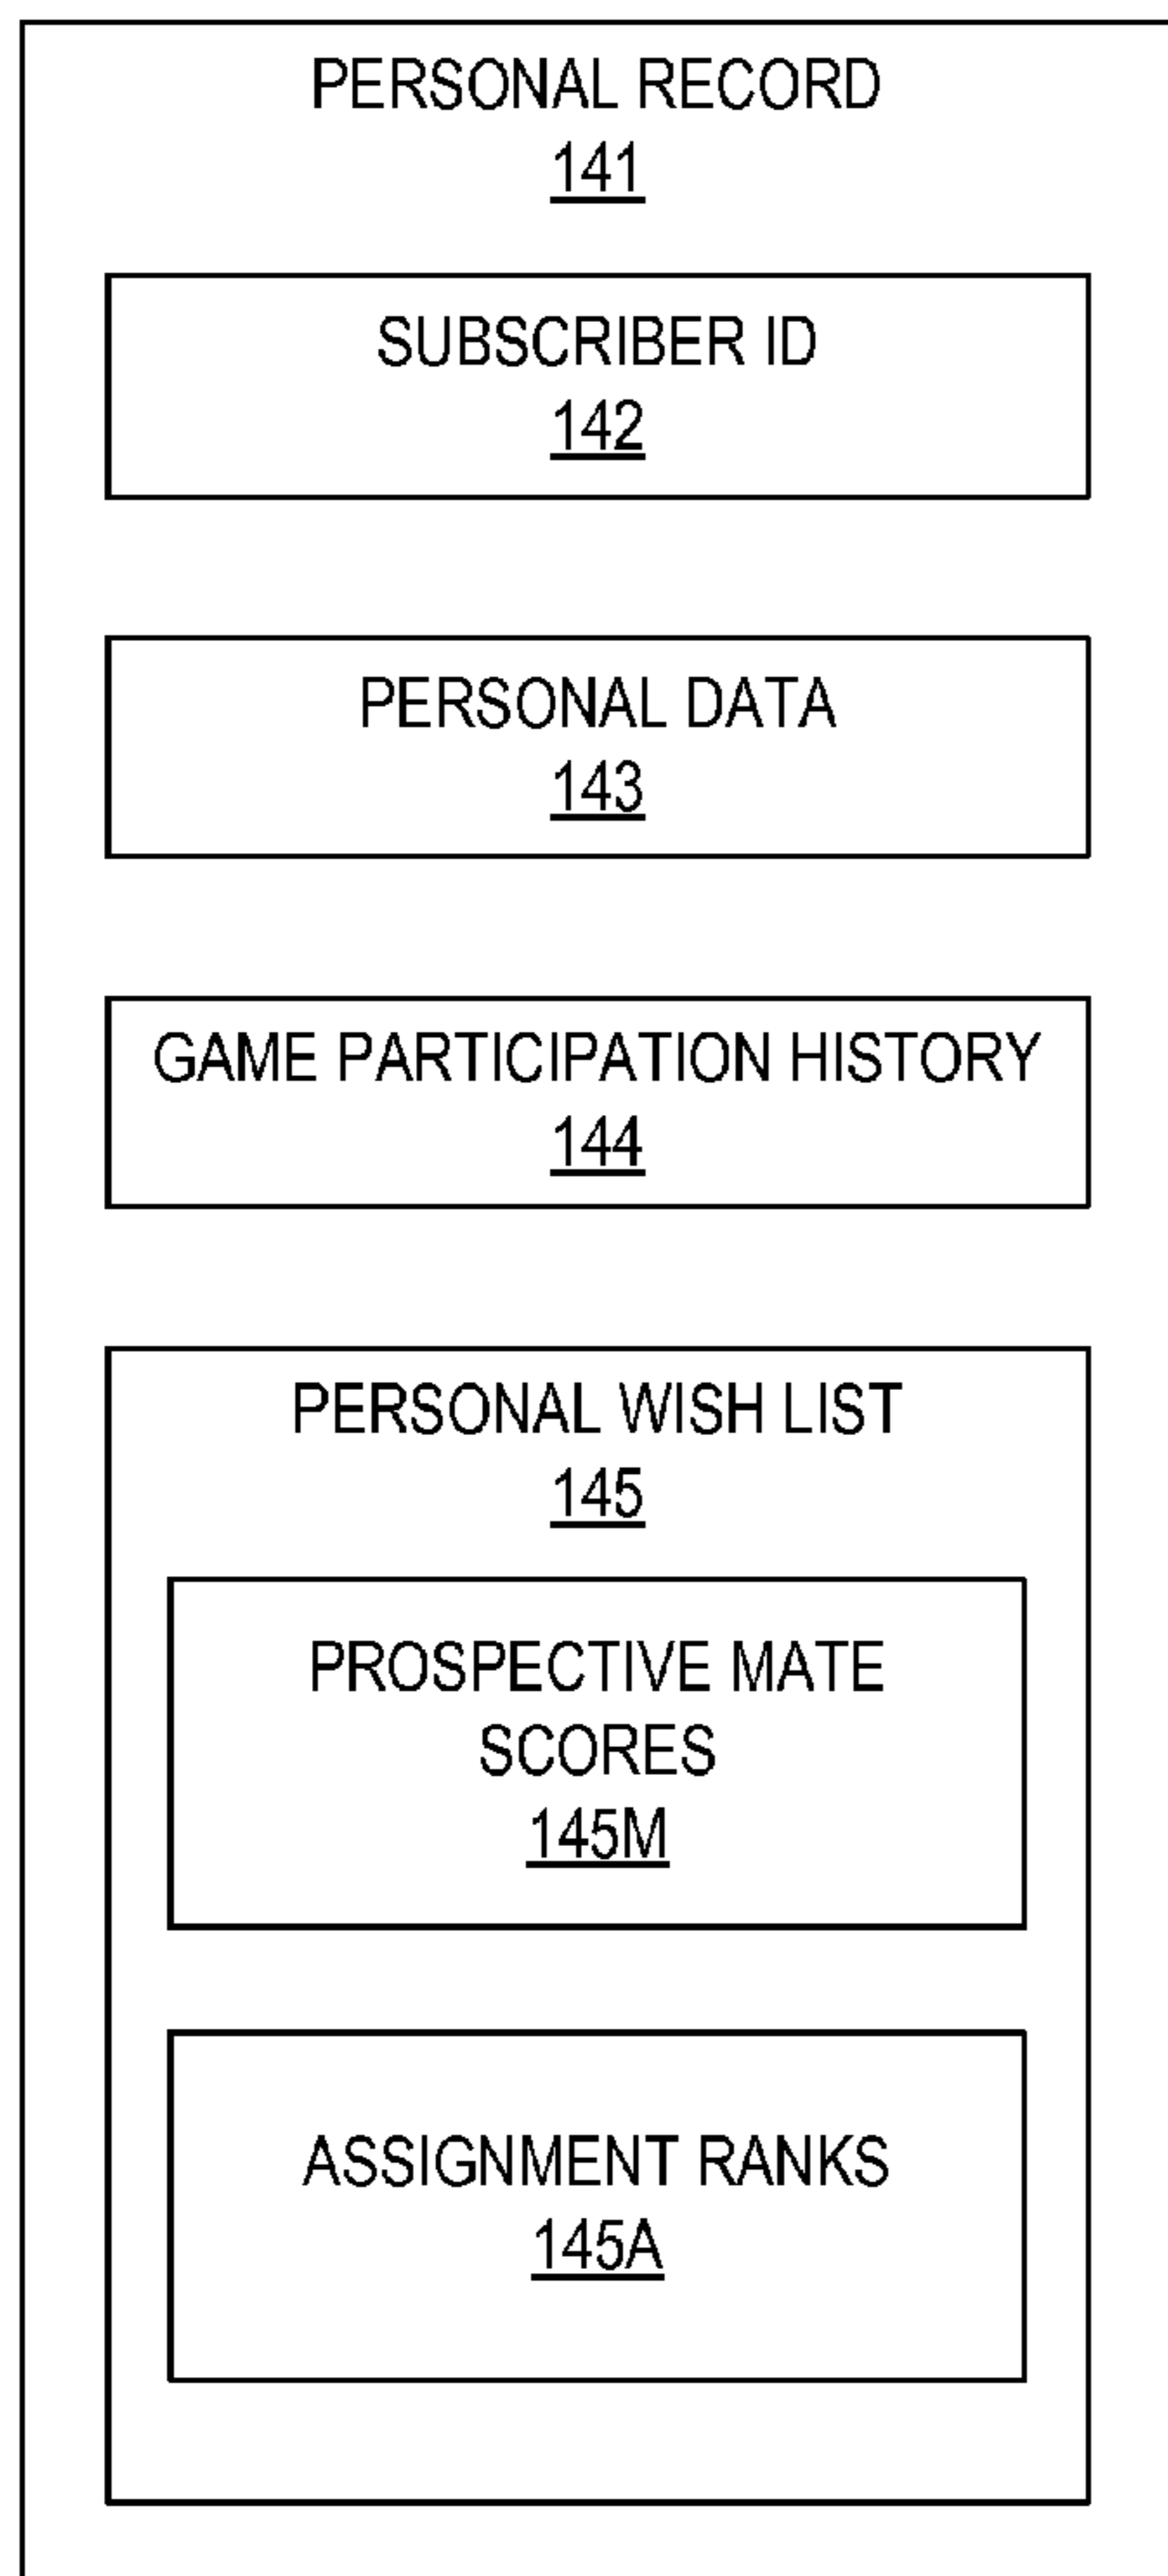 PERSONAL RECORD
141
SUBSCRIBER ID
142
PERSONAL DATA
143
GAME PARTICIPATION HISTORY
144
PERSONAL WISH LIST
145
PROSPECTIVE MATE
SCORES
145M
ASSIGNMENT RANKS
145A